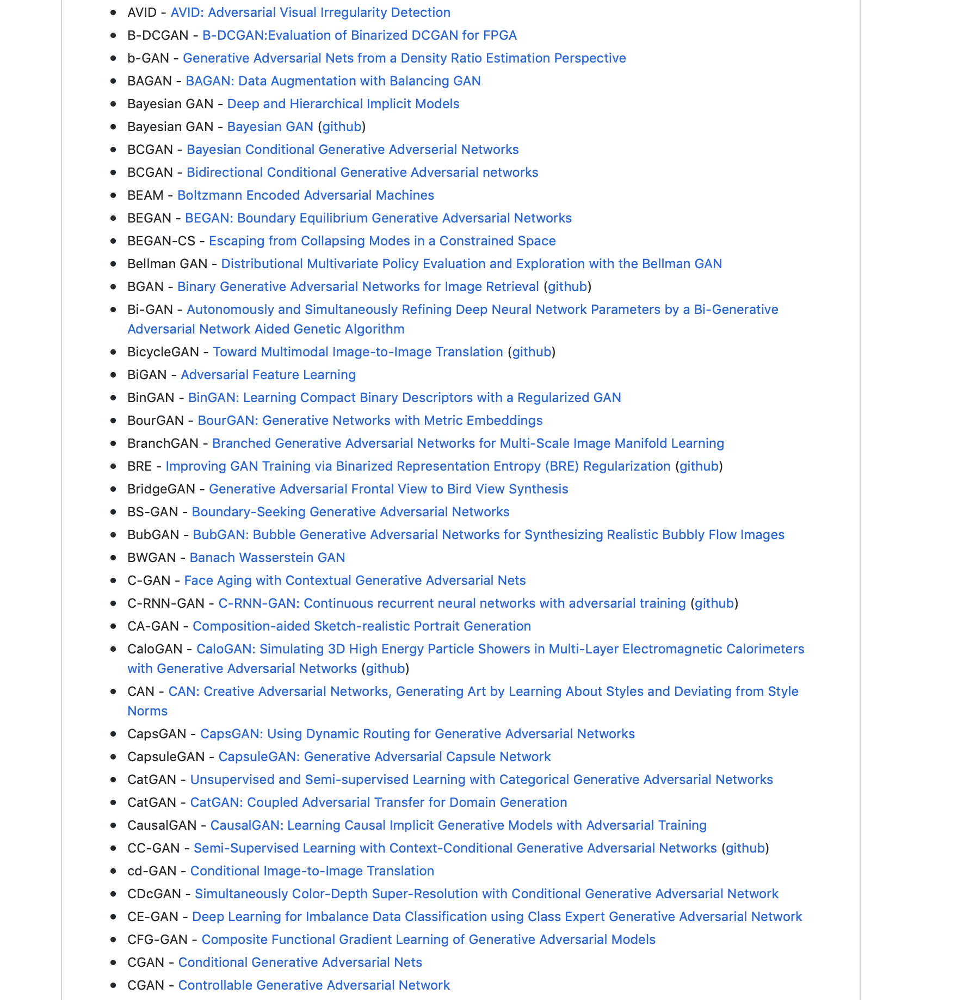 AVID - AVID: Adversarial Visual Irregularity Detection
B-DCGAN - B-DCGAN:Evaluation of Binarized DCGAN for FPGA
b-GAN - Generative Adversarial Nets from a Density Ratio Estimation Perspective
BAGAN - BAGAN: Data Augmentation with Balancing GAN
Bayesian GAN - Deep and Hierarchical Implicit Models
Bayesian GAN - Bayesian GAN (github)
BCGAN - Bayesian Conditional Generative Adverserial Networks
BCGAN - Bidirectional Conditional Generative Adversarial networks
BEAM - Boltzmann Encoded Adversarial Machines
BEGAN - BEGAN: Boundary Equilibrium Generative Adversarial Networks
BEGAN-CS - Escaping from Collapsing Modes in a Constrained Space
Bellman GAN - Distributional Multivariate Policy Evaluation and Exploration with the Bellman GAN
BGAN - Binary Generative Adversarial Networks for Image Retrieval (github)
Bi-GAN - Autonomously and Simultaneously Refining Deep Neural Network Parameters by a Bi-Generative
Adversarial Network Aided Genetic Algorithm
BicycleGAN - Toward Multimodal Image-to-Image Translation (github)
BiGAN - Adversarial Feature Learning
BinGAN - BinGAN: Learning Compact Binary Descriptors with a Regularized GAN
BourGAN - BourGAN: Generative Networks with Metric Embeddings
BranchGAN - Branched Generative Adversarial Networks for Multi-Scale Image Manifold Learning
BRE - Improving GAN Training via Binarized Representation Entropy (BRE) Regularization (github)
BridgeGAN - Generative Adversarial Frontal View to Bird View Synthesis
BS-GAN - Boundary-Seeking Generative Adversarial Networks
BubGAN - BubGAN: Bubble Generative Adversarial Networks for Synthesizing Realistic Bubbly Flow Images
BWGAN - Banach Wasserstein GAN
C-GAN - Face Aging with Contextual Generative Adversarial Nets
C-RNN-GAN - C-RNN-GAN: Continuous recurrent neural networks with adversarial training (github)
CA-GAN - Composition-aided Sketch-realistic Portrait Generation
CaloGAN - CaloGAN: Simulating 3D High Energy Particle Showers in Multi-Layer Electromagnetic Calorimeters
with Generative Adversarial Networks (github)
CAN - CAN: Creative Adversarial Networks, Generating Art by Learning About Styles and Deviating from Style
Norms
CapsGAN - CapsGAN: Using Dynamic Routing for Generative Adversarial Networks
CapsuleGAN - CapsuleGAN: Generative Adversarial Capsule Network
CatGAN - Unsupervised and Semi-supervised Learning with Categorical Generative Adversarial Networks
CatGAN - CatGAN: Coupled Adversarial Transfer for Domain Generation
CausalGAN - CausalGAN: Learning Causal Implicit Generative Models with Adversarial Training
CC-GAN - Semi-Supervised Learning with Context-Conditional Generative Adversarial Networks (github)
cd-GAN - Conditional Image-to-Image Translation
CDcGAN - Simultaneously Color-Depth Super-Resolution with Conditional Generative Adversarial Network
CE-GAN - Deep Learning for Imbalance Data Classification using Class Expert Generative Adversarial Network
CFG-GAN - Composite Functional Gradient Learning of Generative Adversarial Models
CGAN - Conditional Generative Adversarial Nets
CGAN - Controllable Generative Adversarial Network